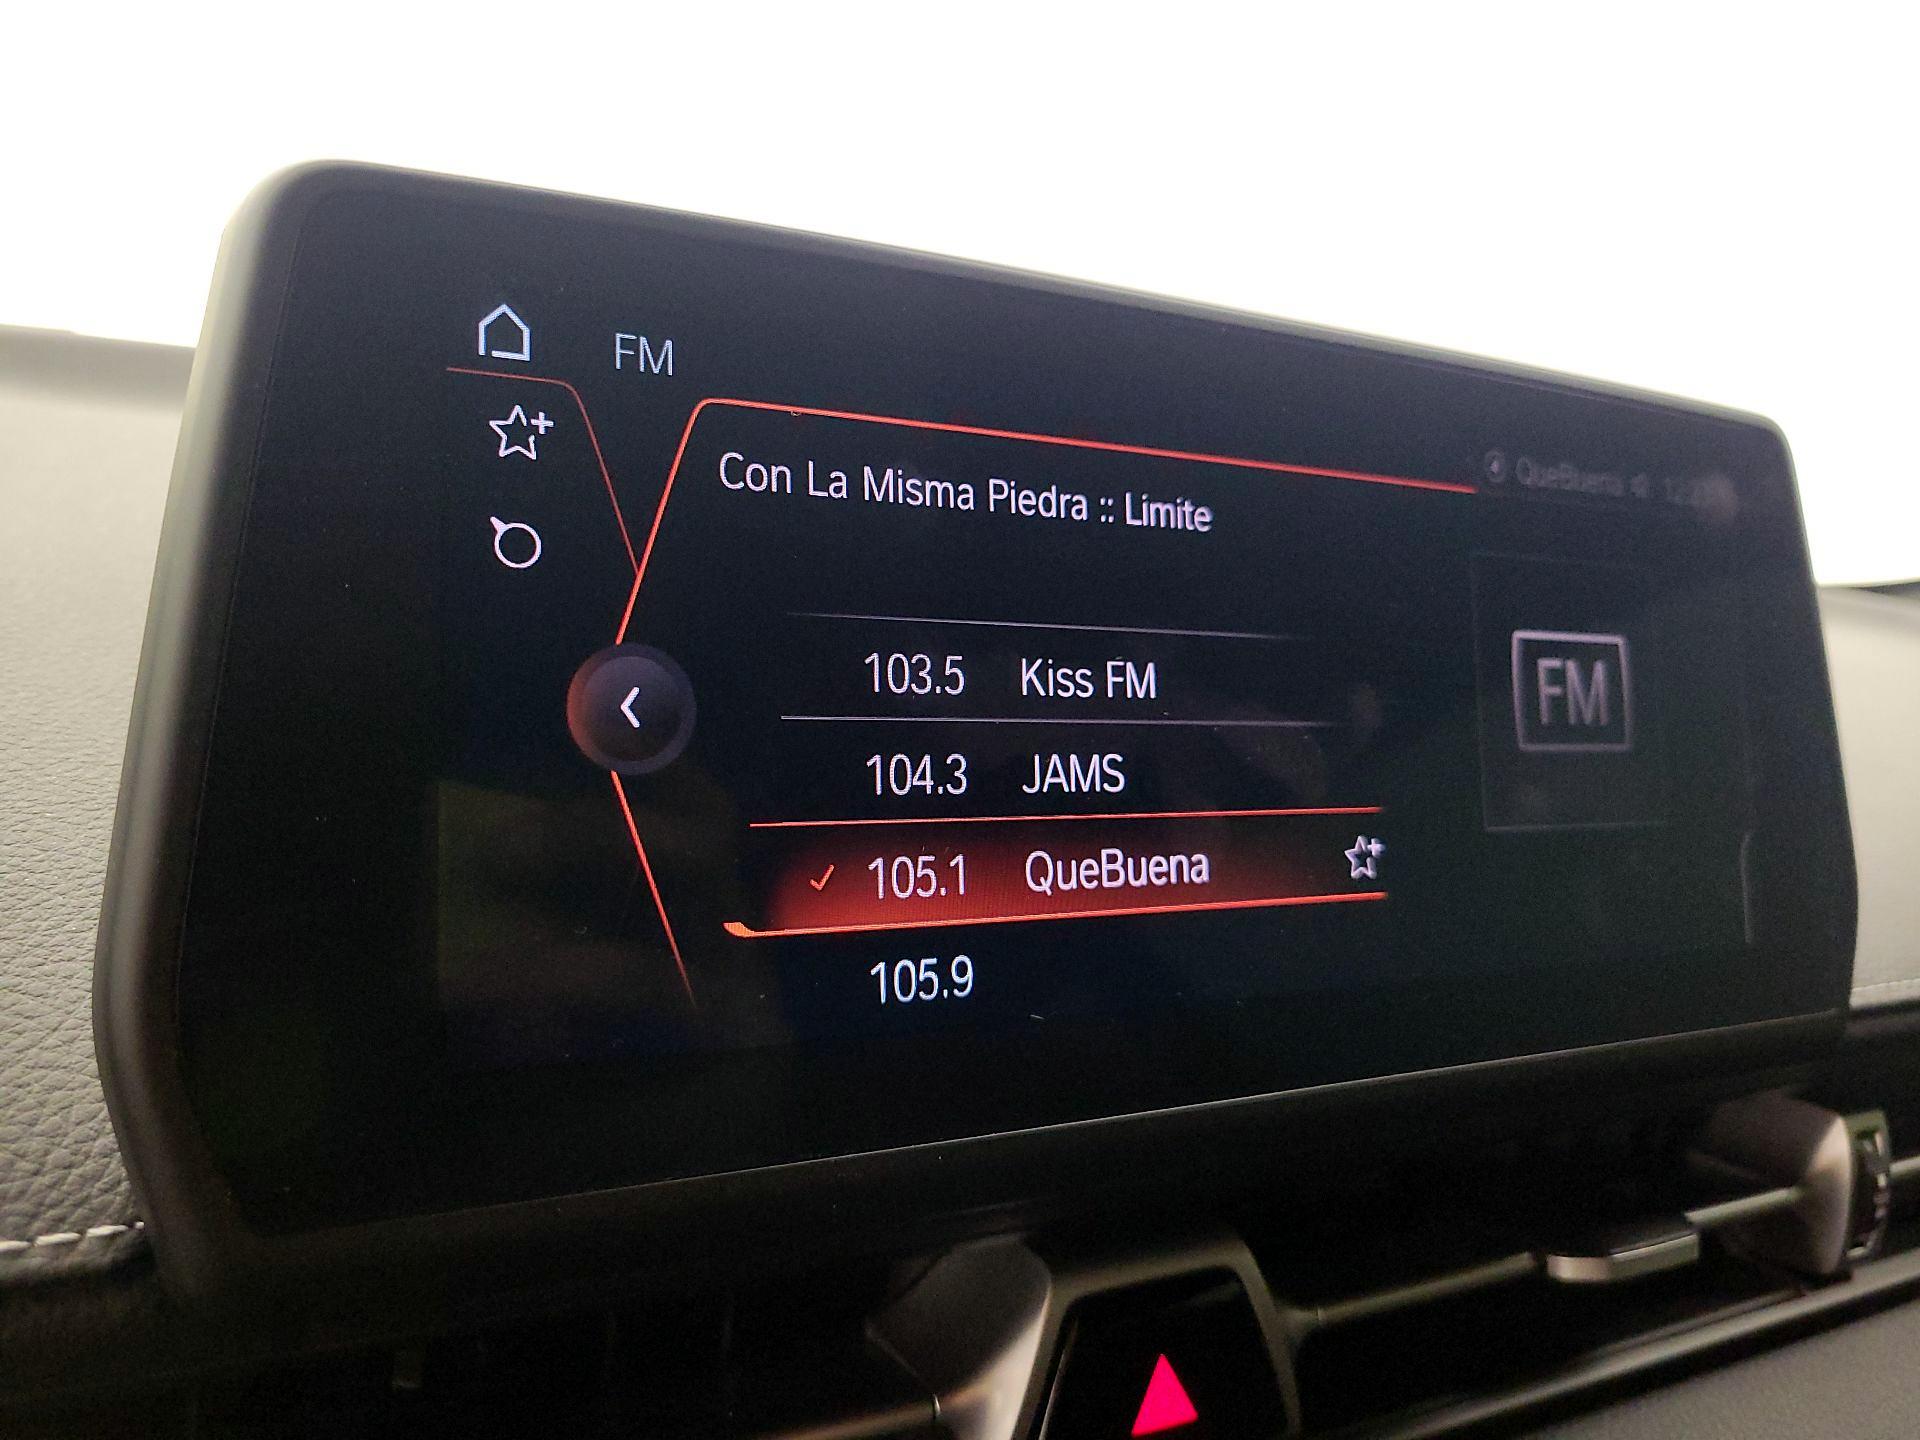 FM
QueBuena
Con La Misma Piedra :: Limite
103.5 Kiss FM
104.3 JAMS
105.1 QueBuena
105.9
FM